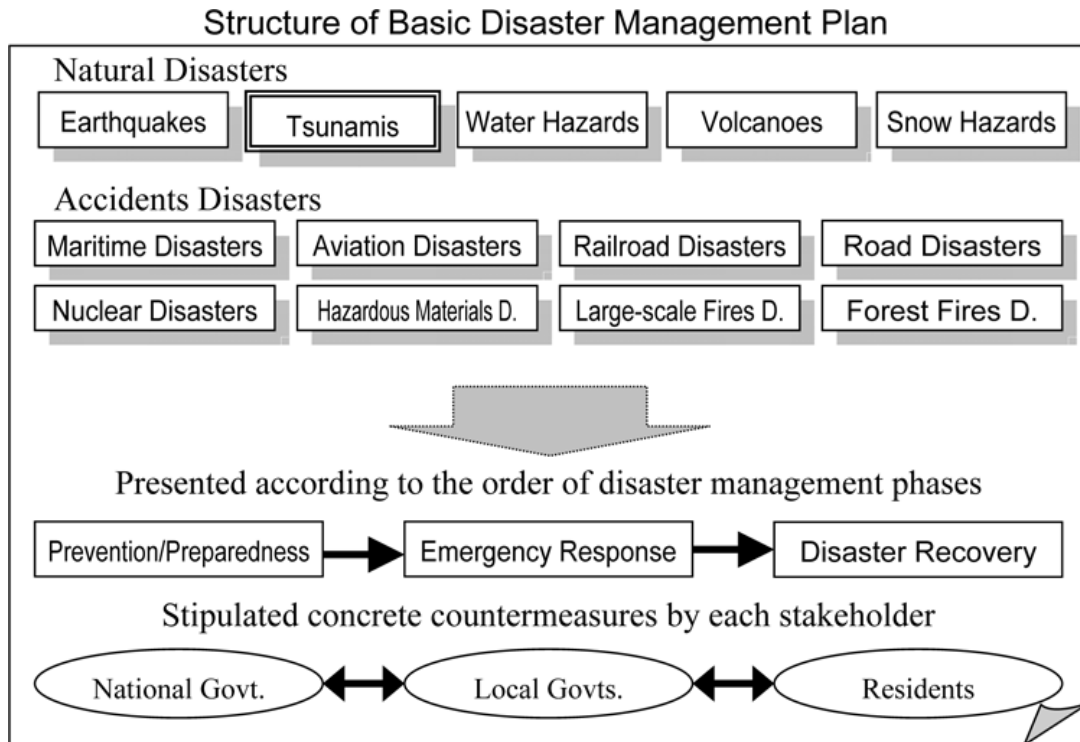 Structure of Basic Disaster Management Plan
Natural Disasters
Earthquakes
Tsunamis
Water Hazards
Volcanoes
Snow Hazards
Accidents Disasters
Maritime Disasters
Aviation Disasters
Railroad Disasters
Road Disasters
Nuclear Disasters
Hazardous Materials D.
Large-scale Fires D.
Forest Fires D.
Presented according to the order of disaster management phases
Prevention/Preparedness
Emergency Response
Disaster Recovery
Stipulated concrete countermeasures by each stakeholder
National Govt.
Local Govts.
Residents